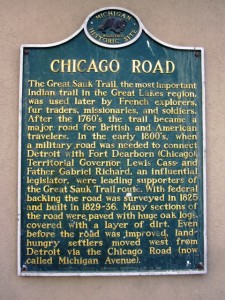 MICHIGAN
HISTORIC SITE
CHICAGO ROAD
The Great Sauk Trail, the most important
Indian trail in the Great Lakes region,
was used later by French explorers,
fur traders, missionaries, and soldiers.
After the 1760's the trail became a
major road for British and American
travelers. In the early 1800's, when
a military road was needed to connect
Detroit with Fort Dearborn (Chicago),
Territorial Governor Lewis Cass and
Father Gabriel Richard, an influential
legislator, were leading supporters of
the Great Sauk Trail route. With federal
backing the road was surveyed in 1825
and built in 1829-36. Many sections of
the road were paved with huge oak logs
covered with a layer of dirt. Even
before the road was improved, land-
hungry settlers moved west from
Detroit via the Chicago Road (now
called Michigan Avenue).